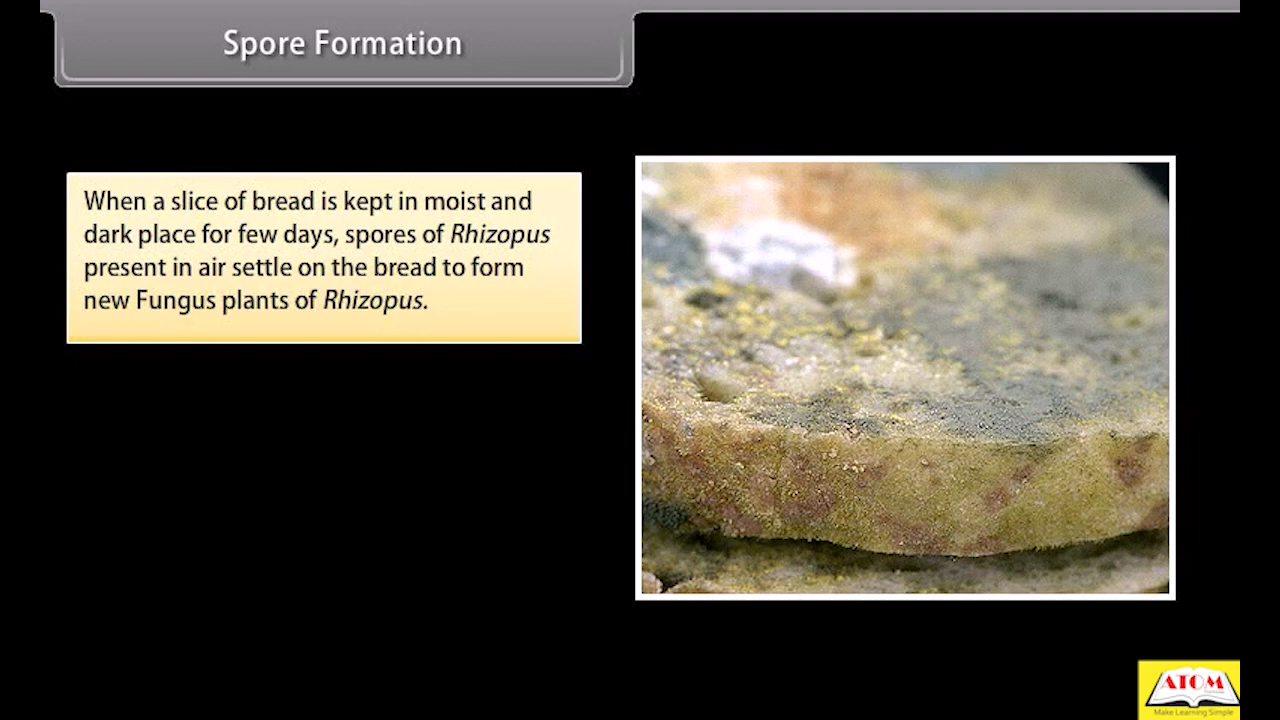 Spore Formation
When a slice of bread is kept in moist and
dark place for few days, spores of Rhizopus
present in air settle on the bread to form
new Fungus plants of Rhizopus.
ATOM
Make Learning Simple